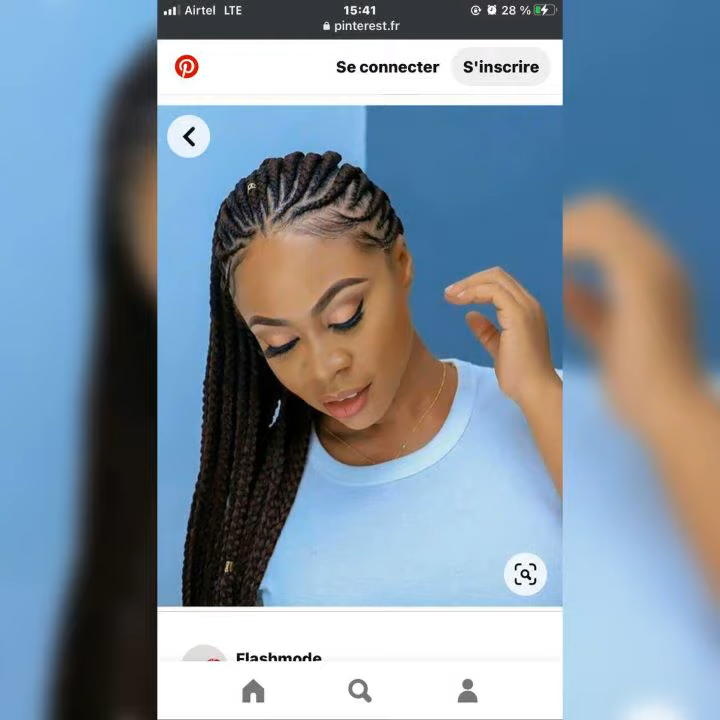 Airtel LTE 15:41 28 %
pinterest.fr
Se connecter S'inscrire
Flashmode